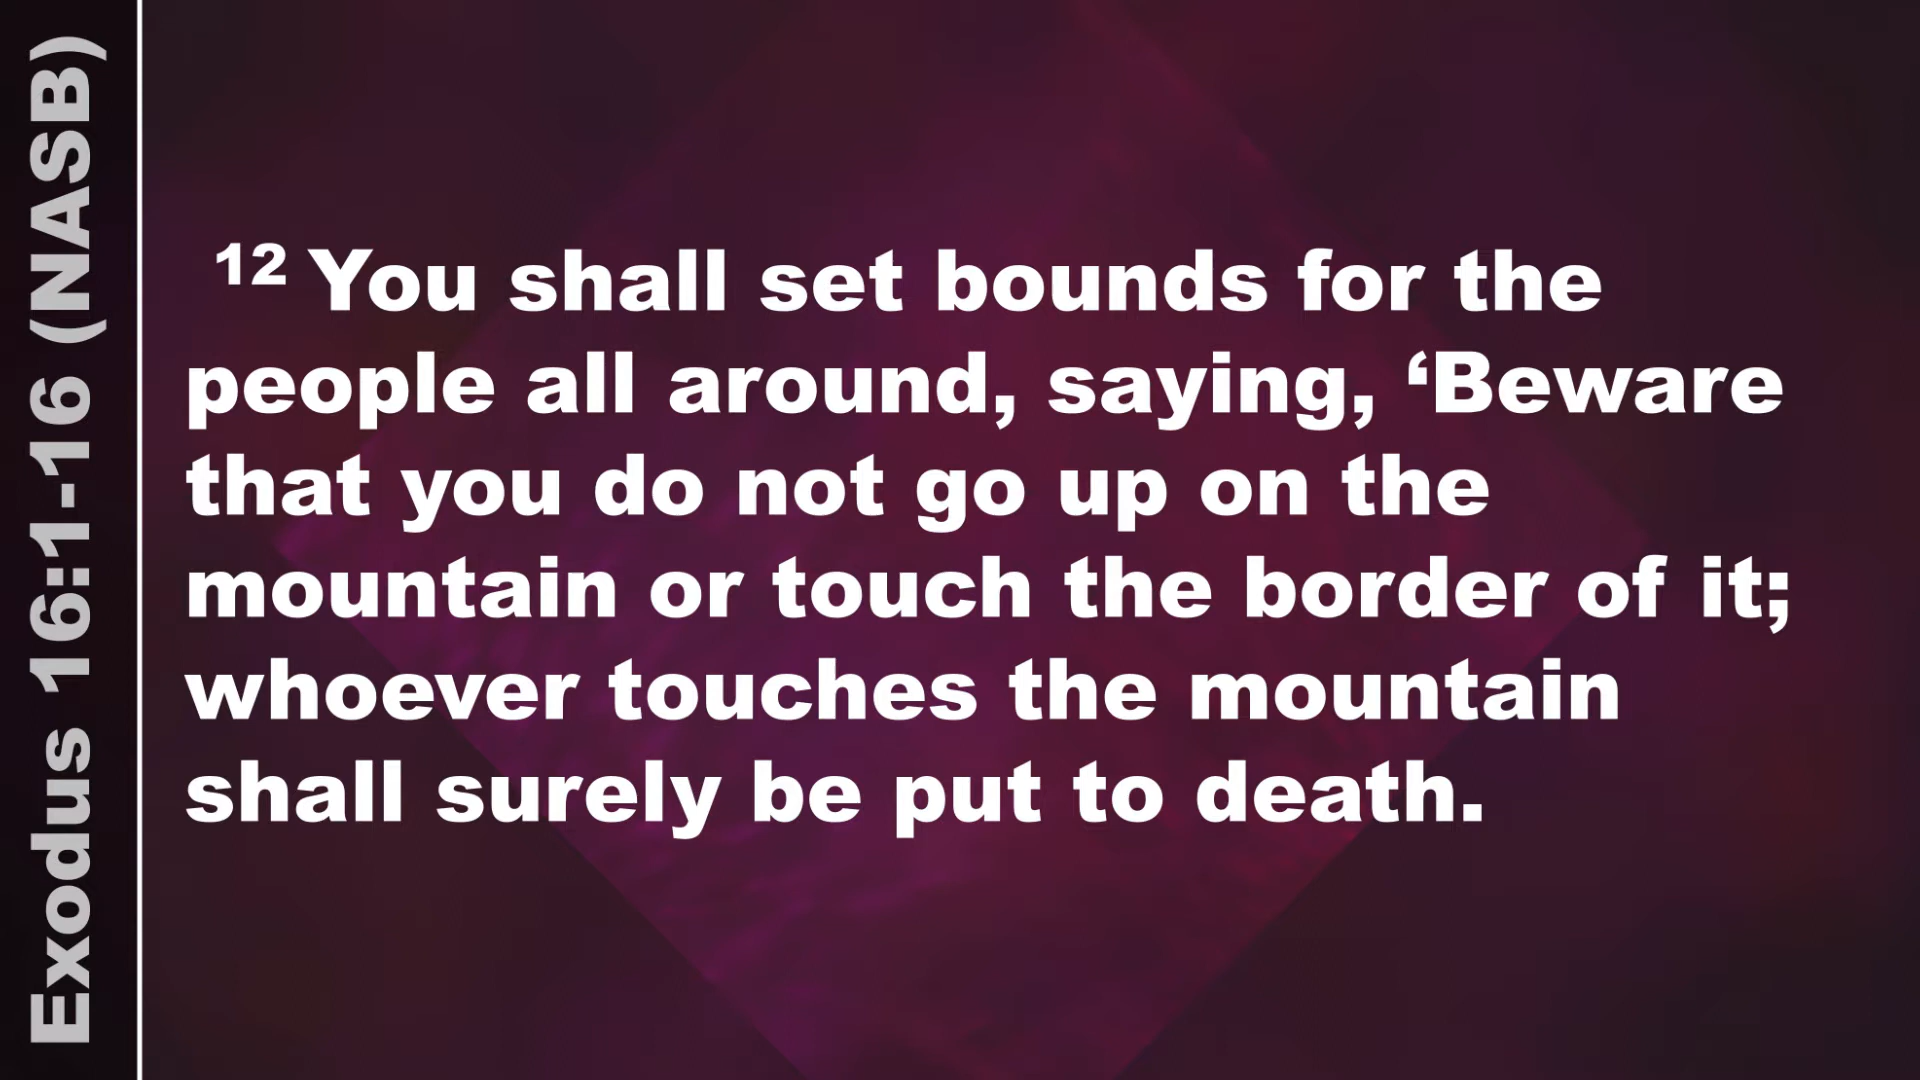 Exodus 16:1-16 (NASB)
12 You shall set bounds for the
people all around, saying, ‘Beware
that you do not go up on the
mountain or touch the border of it;
whoever touches the mountain
shall surely be put to death.